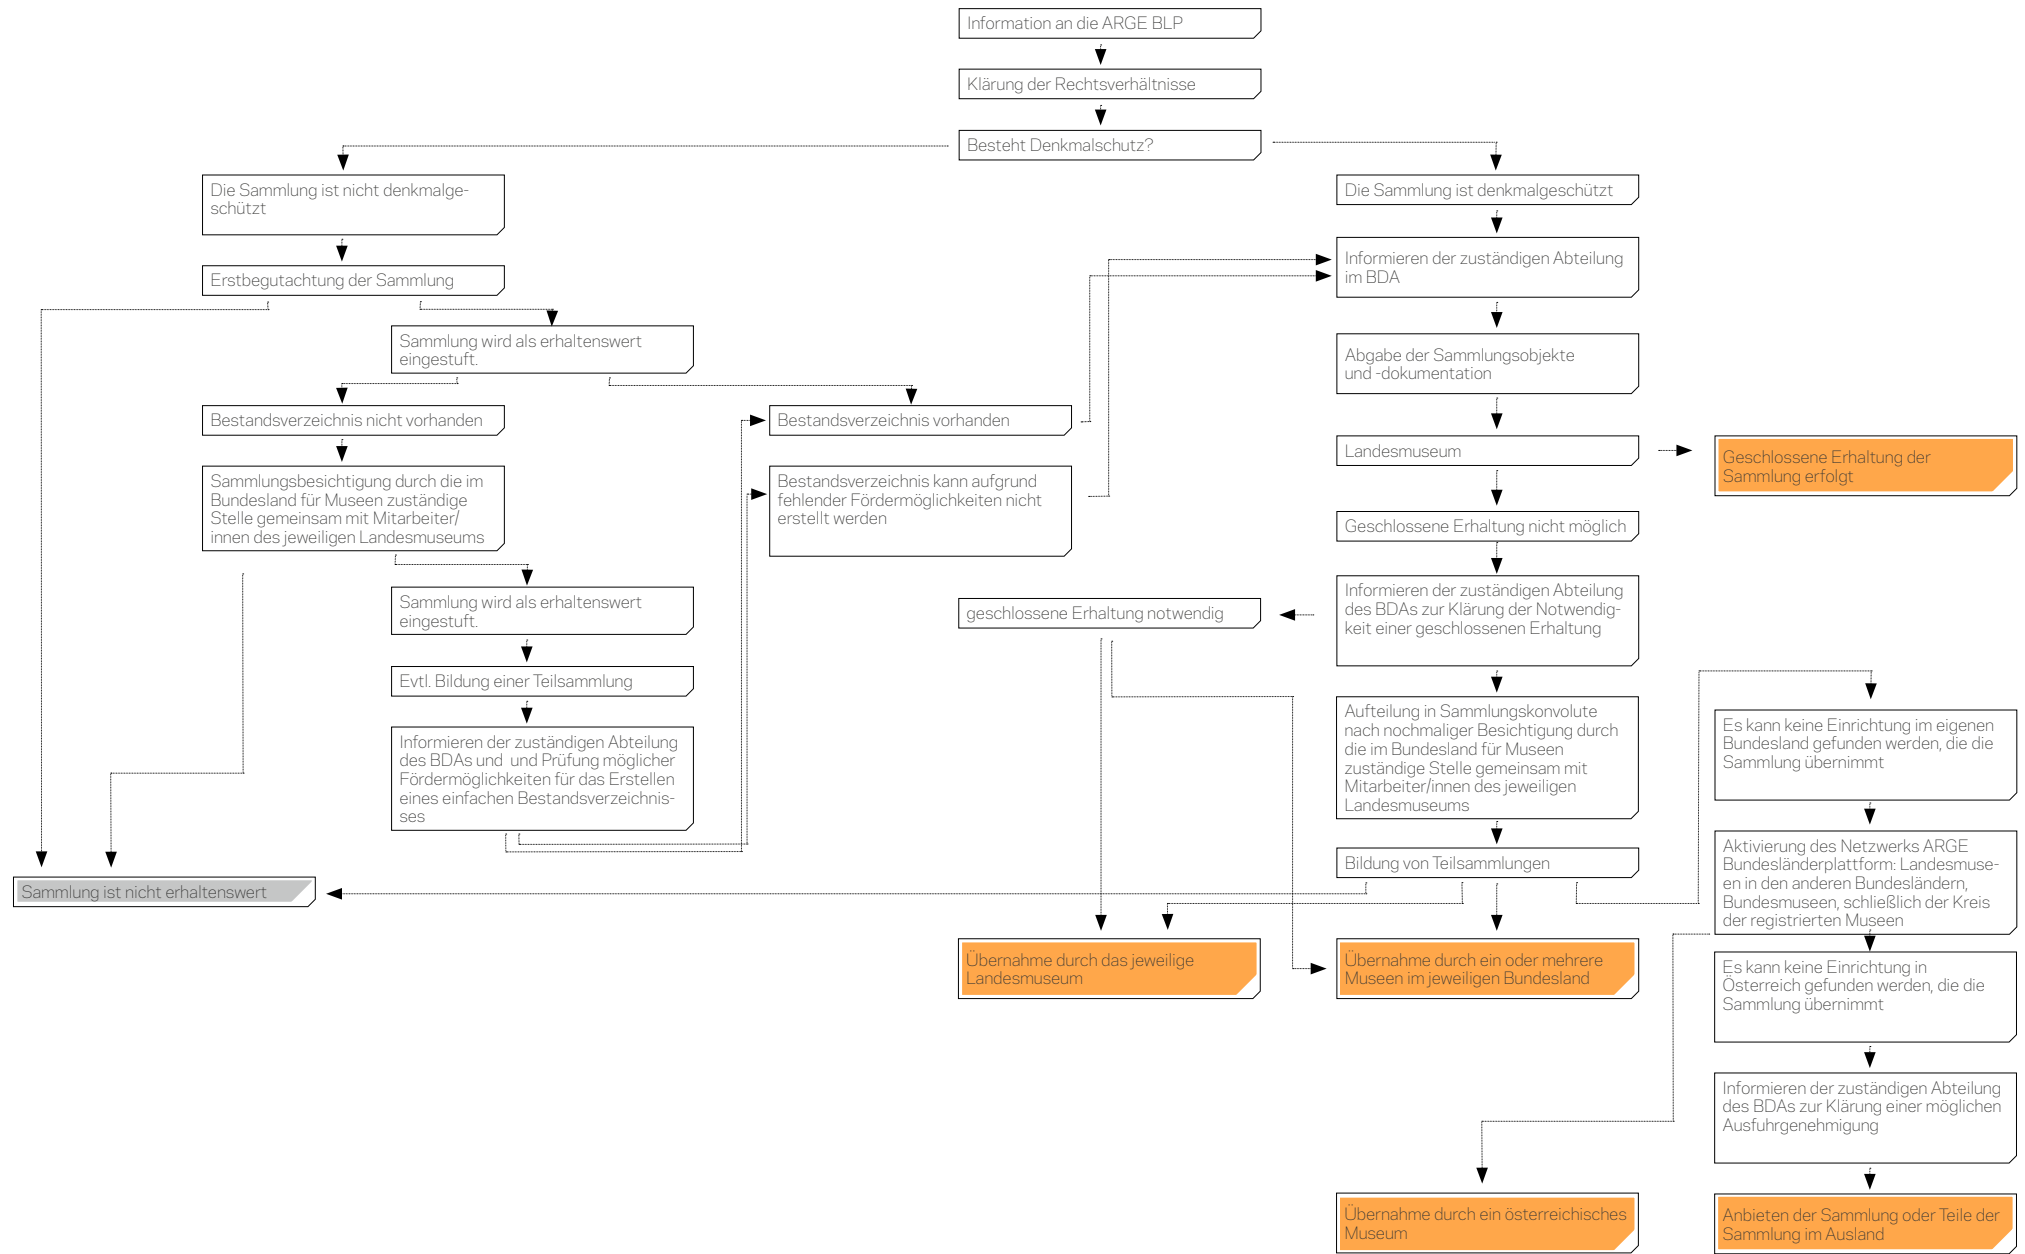 Information an die ARGE BLP
Klärung der Rechtsverhältnisse
Besteht Denkmalschutz?
Die Sammlung ist nicht denkmalge-
schützt
Erstbegutachtung der Sammlung
Sammlung wird als erhaltenswert
eingestuft.
Bestandsverzeichnis nicht vorhanden
Sammlungsbesichtigung durch die im
Bundesland für Museen zuständige
Stelle gemeinsam mit Mitarbeiter/
innen des jeweiligen Landesmuseums
Sammlung wird als erhaltenswert
eingestuft.
Evtl. Bildung einer Teilsammlung
Informieren der zuständigen Abteilung
des BDAs und  und Prüfung möglicher
Fördermöglichkeiten für das Erstellen
eines einfachen Bestandsverzeichnis-
ses
Sammlung ist nicht erhaltenswert
Bestandsverzeichnis vorhanden
Bestandsverzeichnis kann aufgrund
fehlender Fördermöglichkeiten nicht
erstellt werden
Die Sammlung ist denkmalgeschützt
Informieren der zuständigen Abteilung
im BDA
Abgabe der Sammlungsobjekte
und -dokumentation
Landesmuseum
Geschlossene Erhaltung der
Sammlung erfolgt
Geschlossene Erhaltung nicht möglich
Informieren der zuständigen Abteilung
des BDAs zur Klärung der Notwendig-
keit einer geschlossenen Erhaltung
geschlossene Erhaltung notwendig
Aufteilung in Sammlungskonvolute
nach nochmaliger Besichtigung durch
die im Bundesland für Museen
zuständige Stelle gemeinsam mit
Mitarbeiter/innen des jeweiligen
Landesmuseums
Bildung von Teilsammlungen
Übernahme durch das jeweilige
Landesmuseum
Übernahme durch ein oder mehrere
Museen im jeweiligen Bundesland
Es kann keine Einrichtung im eigenen
Bundesland gefunden werden, die die
Sammlung übernimmt
Aktivierung des Netzwerks ARGE
Bundesländerplattform: Landesmuse-
en in den anderen Bundesländern,
Bundesmuseen, schließlich der Kreis
der registrierten Museen
Es kann keine Einrichtung in
Österreich gefunden werden, die die
Sammlung übernimmt
Informieren der zuständigen Abteilung
des BDAs zur Klärung einer möglichen
Ausfuhrgenehmigung
Übernahme durch ein österreichisches
Museum
Anbieten der Sammlung oder Teile der
Sammlung im Ausland